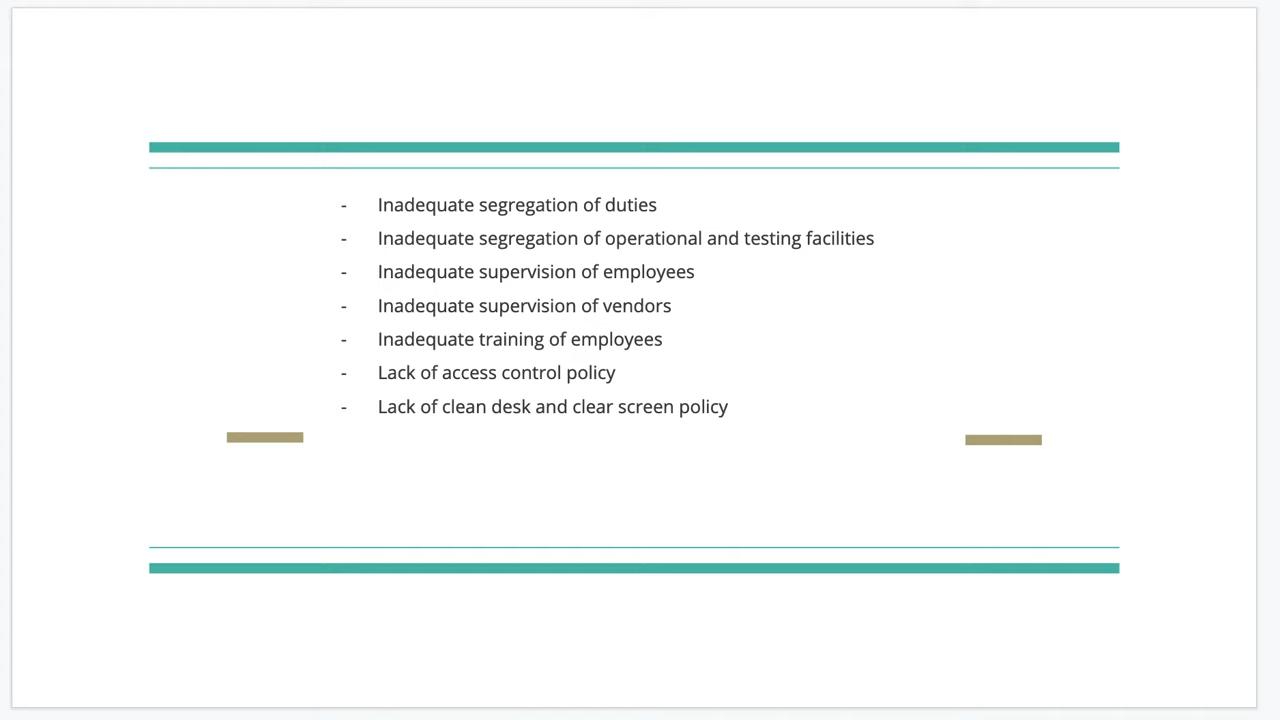 - Inadequate segregation of duties
- Inadequate segregation of operational and testing facilities
- Inadequate supervision of employees
- Inadequate supervision of vendors
- Inadequate training of employees
- Lack of access control policy
- Lack of clean desk and clear screen policy